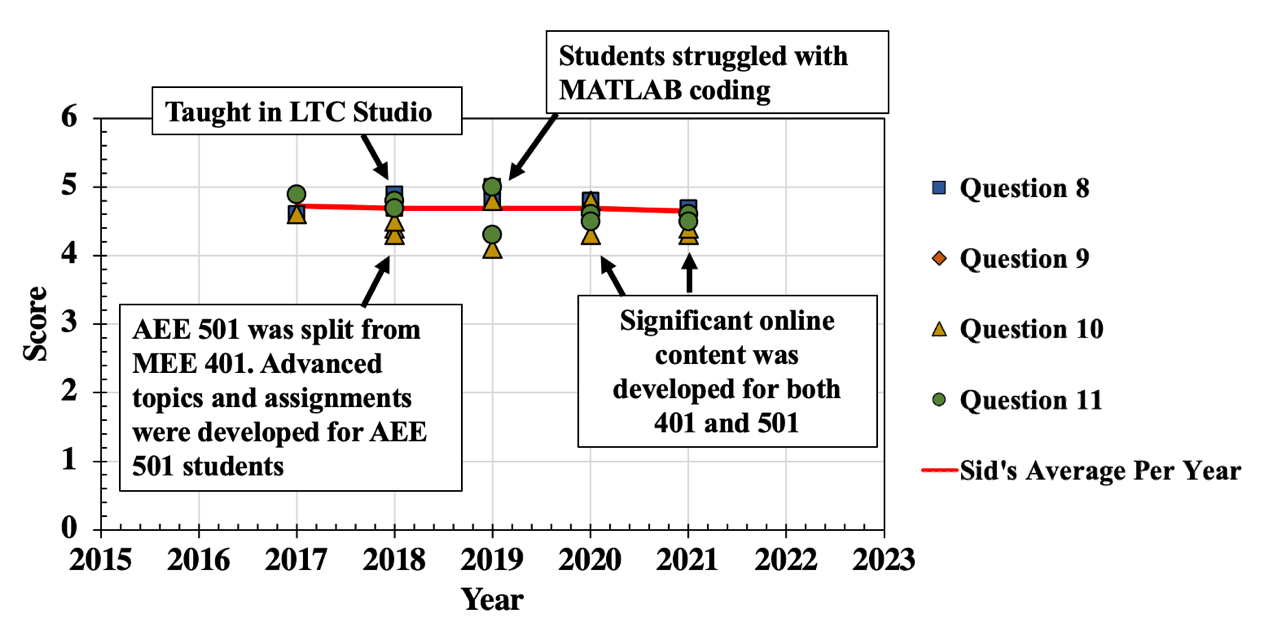 Students struggled with
MATLAB coding
Taught in LTC Studio
6
5
4
3
2
1
0
Score
AEE 501 was split from
MEE 401. Advanced
topics and assignments
were developed for AEE
501 students
Significant online
content was
developed for both
401 and 501
2015 2016 2017 2018 2019 2020 2021 2022 2023
Year
Question 8
Question 9
Question 10
Question 11
Sid's Average Per Year